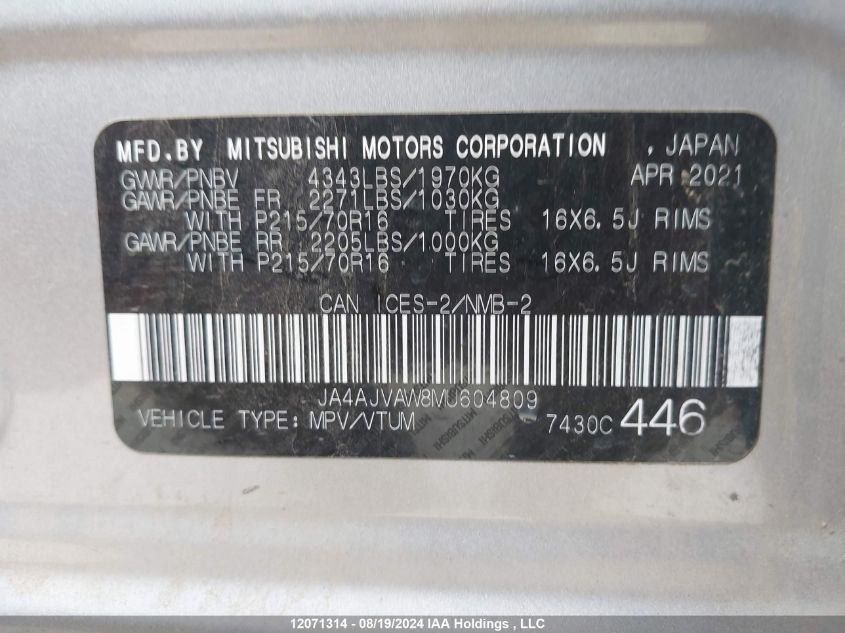 MFD.BY MITSUBISHI MOTORS CORPORATION , JAPAN
GVWR/PNBV 4343LBS/1970KG APR 2021
GAWR/PNBE FR 2271LBS/1030KG
WITH P215/70R16 TIRES 16X6.5J RIMS
GAWR/PNBE RR 2205LBS/1000KG
WITH P215/70R16 TIRES 16X6.5J RIMS
CAN ICES-2/NMB-2
JA4AJVAW8MU604809
VEHICLE TYPE: MPV/VTUM 7430C 446
MITSUBISHI
12071314 - 08/19/2024 IAA Holdings , LLC